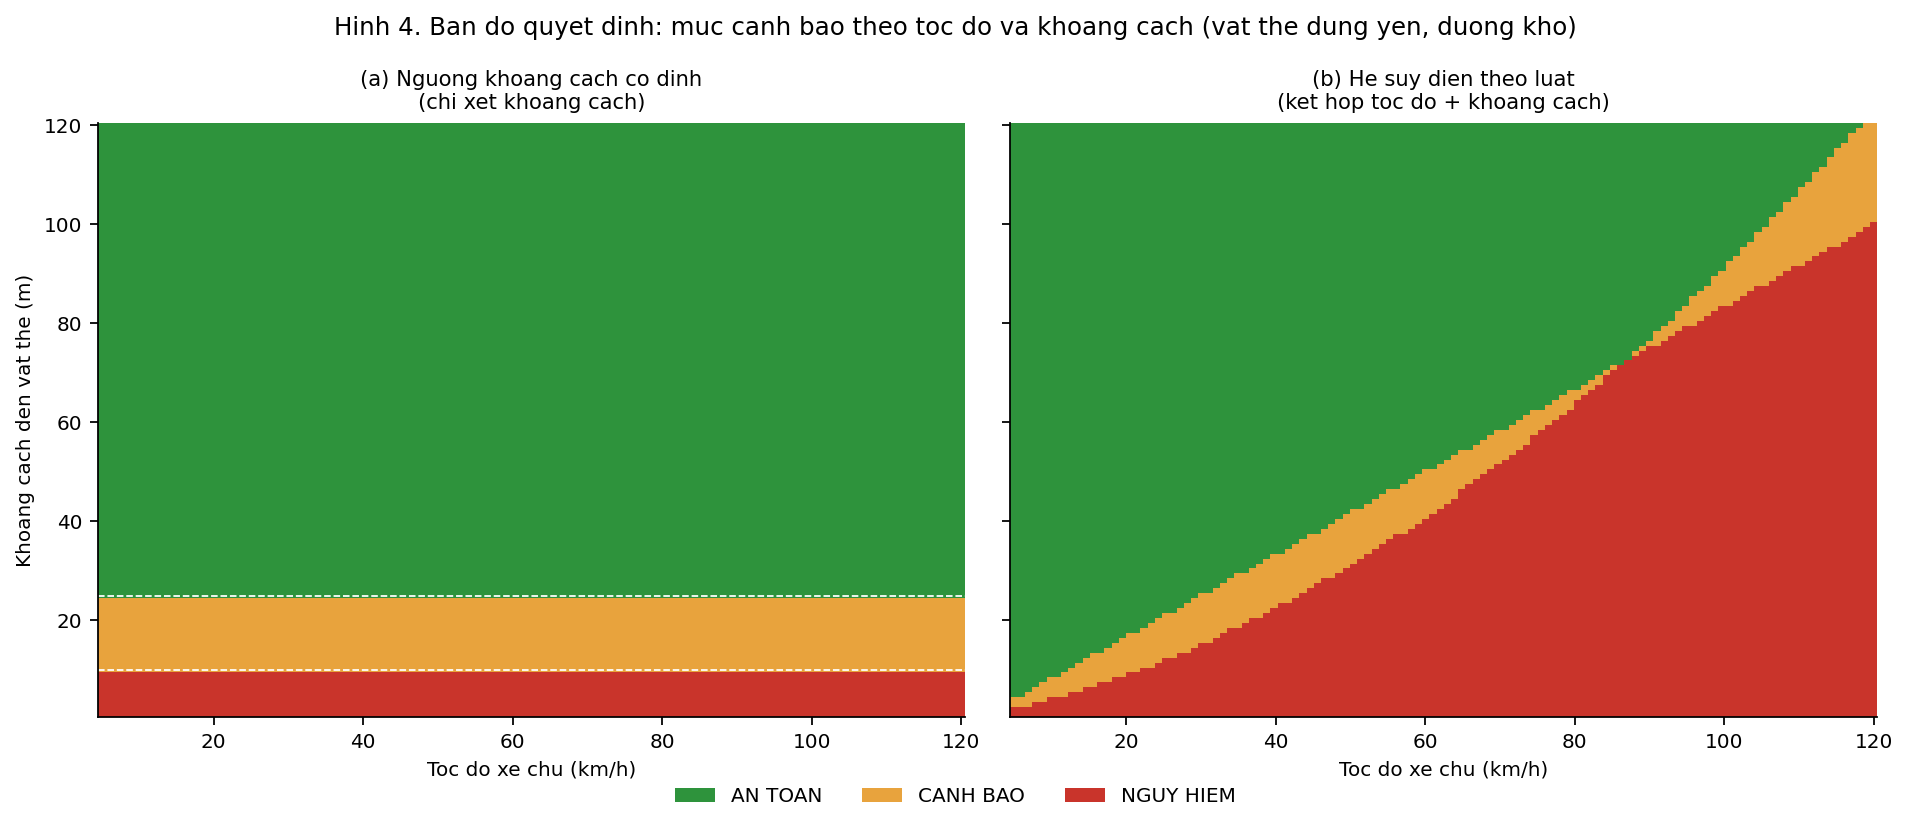 Hinh 4. Ban do quyet dinh: muc canh bao theo toc do va khoang cach (vat the dung yen, duong kho)
(a) Nguong khoang cach co dinh
(chi xet khoang cach)
Khoang cach den vat the (m)
120
100
80
60
40
20
20 40 60 80 100 120
Toc do xe chu (km/h)
(b) He suy dien theo luat
(ket hop toc do + khoang cach)
20 40 60 80 100 120
Toc do xe chu (km/h)
AN TOAN CANH BAO NGUY HIEM